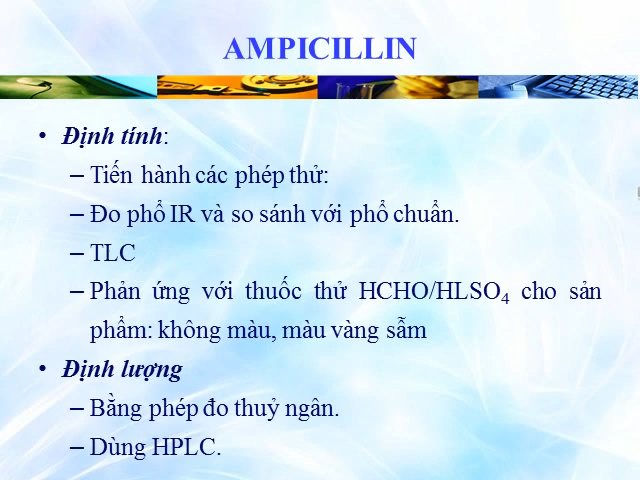 AMPICILLIN
• Định tính:
– Tiến hành các phép thử:
– Đo phổ IR và so sánh với phổ chuẩn.
– TLC
– Phản ứng với thuốc thử HCHO/HLSO₄ cho sản
phẩm: không màu, màu vàng sẫm
• Định lượng
– Bằng phép đo thuỷ ngân.
– Dùng HPLC.